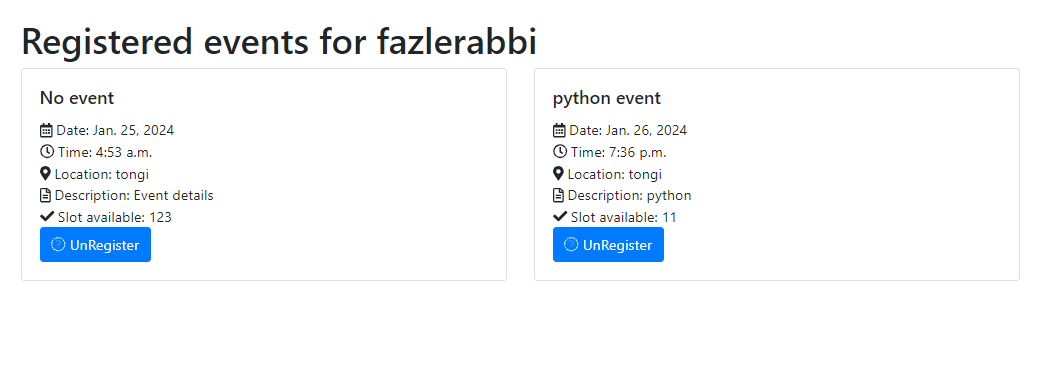 Registered events for fazlerabbi
No event
Date: Jan. 25, 2024
Time: 4:53 a.m.
Location: tongi
Description: Event details
Slot available: 123
UnRegister
python event
Date: Jan. 26, 2024
Time: 7:36 p.m.
Location: tongi
Description: python
Slot available: 11
UnRegister